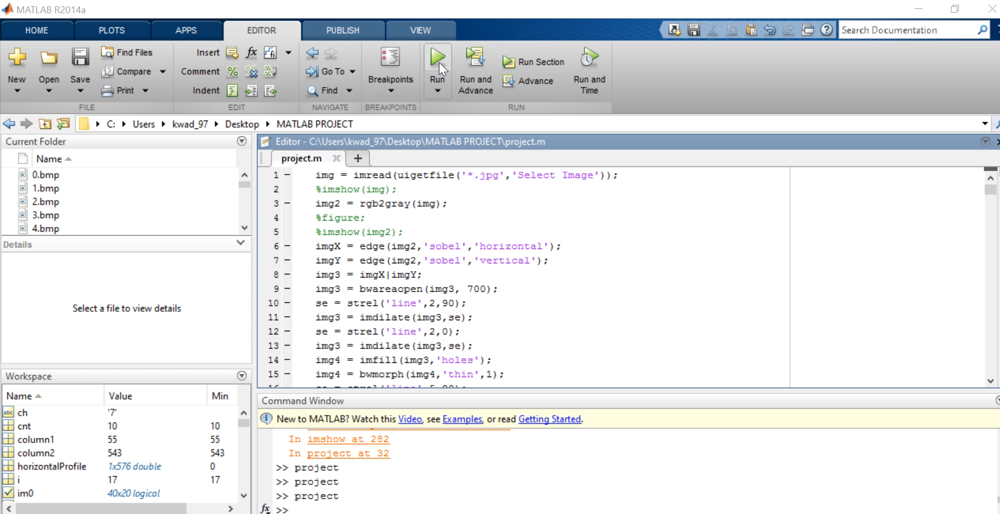 MATLAB R2014a
HOME PLOTS APPS EDITOR PUBLISH VIEW
Search Documentation
New Open Save
Find Files
Compare
Print
FILE
Insert
Comment
Indent
EDIT
Go To
Find
NAVIGATE
Breakpoints
BREAKPOINTS
Run
Run and Advance
Run Section
Advance
Run and Time
RUN
C: Users kwad_97 Desktop MATLAB PROJECT
Current Folder
Name
0.bmp
1.bmp
2.bmp
3.bmp
4.bmp
Details
Select a file to view details
Workspace
Name Value Min
abc ch '7'
cnt 10 10
column1 55 55
column2 543 543
horizontalProfile 1x576 double 0
i 17 17
im0 40x20 logical
Editor - C:\Users\kwad_97\Desktop\MATLAB PROJECT\project.m
project.m
1 - img = imread(uigetfile('*.jpg','Select Image'));
2 %imshow(img);
3 - img2 = rgb2gray(img);
4 %figure;
5 %imshow(img2);
6 - imgX = edge(img2,'sobel','horizontal');
7 - imgY = edge(img2,'sobel','vertical');
8 - img3 = imgX|imgY;
9 - img3 = bwareaopen(img3, 700);
10 - se = strel('line',2,90);
11 - img3 = imdilate(img3,se);
12 - se = strel('line',2,0);
13 - img3 = imdilate(img3,se);
14 - img4 = imfill(img3,'holes');
15 - img4 = bwmorph(img4,'thin',1);
Command Window
New to MATLAB? Watch this Video, see Examples, or read Getting Started.
In imshow at 282
In project at 32
>> project
>> project
>> project
fx >>